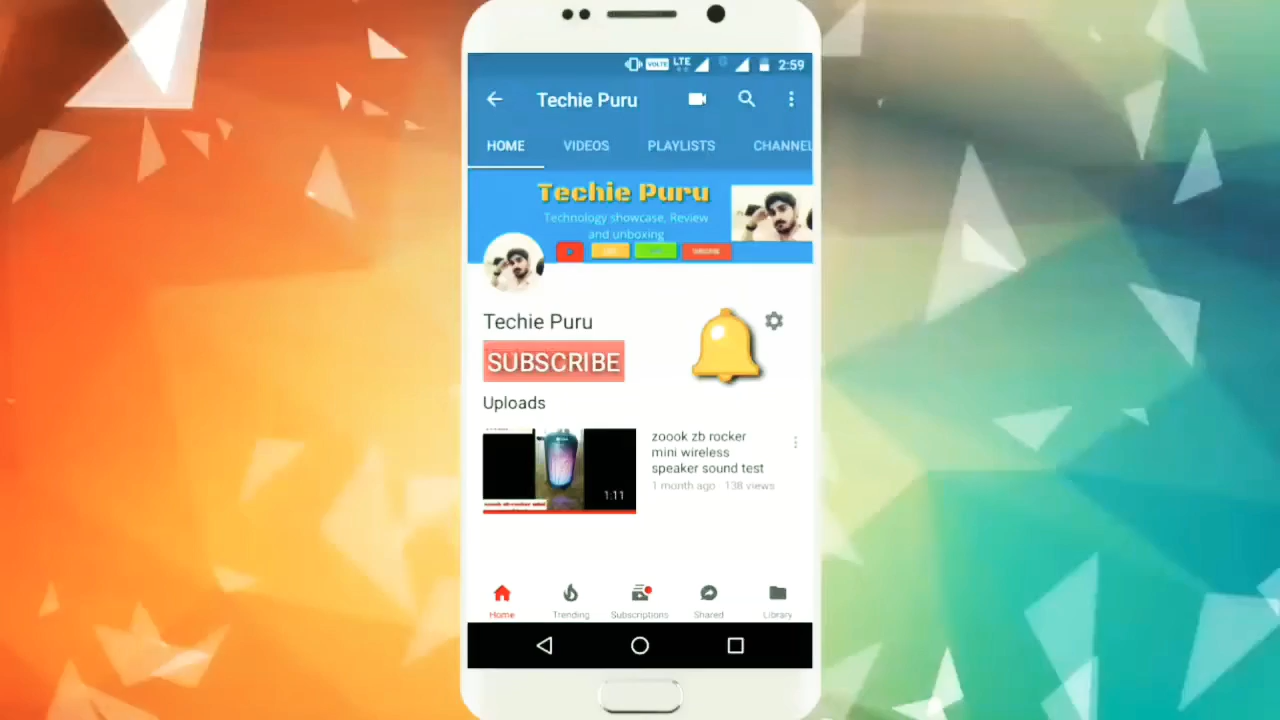 VOLTE LTE 2:59
Techie Puru
HOME VIDEOS PLAYLISTS CHANNEL
Techie Puru
Technology showcase, Review
and unboxing
Techie Puru
SUBSCRIBE
Uploads
zoook zb rocker
mini wireless
speaker sound test
1 month ago · 138 views
1:11
Home Trending Subscriptions Shared Library